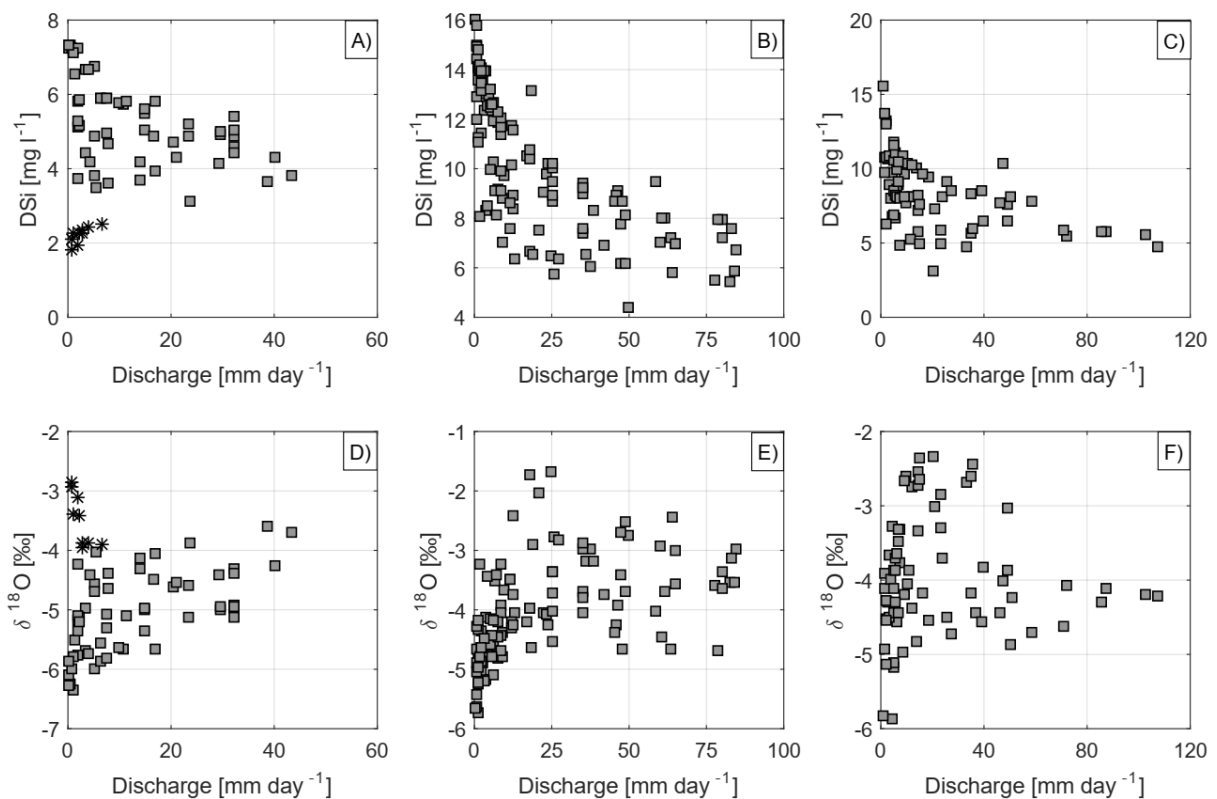 A)
DSi [mg l⁻¹]
8
6
4
2
0
0 20 40 60
Discharge [mm day ⁻¹]
B)
16
14
12
10
8
6
4
0 25 50 75 100
DSi [mg l⁻¹]
Discharge [mm day ⁻¹]
C)
20
15
10
5
0
0 40 80 120
DSi [mg l⁻¹]
Discharge [mm day ⁻¹]
D)
-2
-3
-4
-5
-6
-7
0 20 40 60
δ ¹⁸O [‰]
Discharge [mm day ⁻¹]
E)
-1
-2
-3
-4
-5
-6
0 25 50 75 100
δ ¹⁸O [‰]
Discharge [mm day ⁻¹]
F)
-2
-3
-4
-5
-6
0 40 80 120
δ ¹⁸O [‰]
Discharge [mm day ⁻¹]